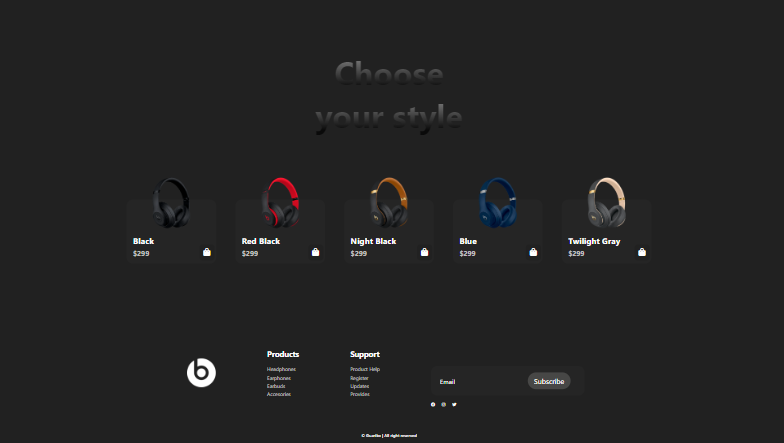 Choose
your style
Black
$299
Red Black
$299
Night Black
$299
Blue
$299
Twilight Gray
$299
Products
Headphones
Earphones
Earbuds
Accesories
Support
Product Help
Register
Updates
Provides
Email
Subscribe
All right reserved